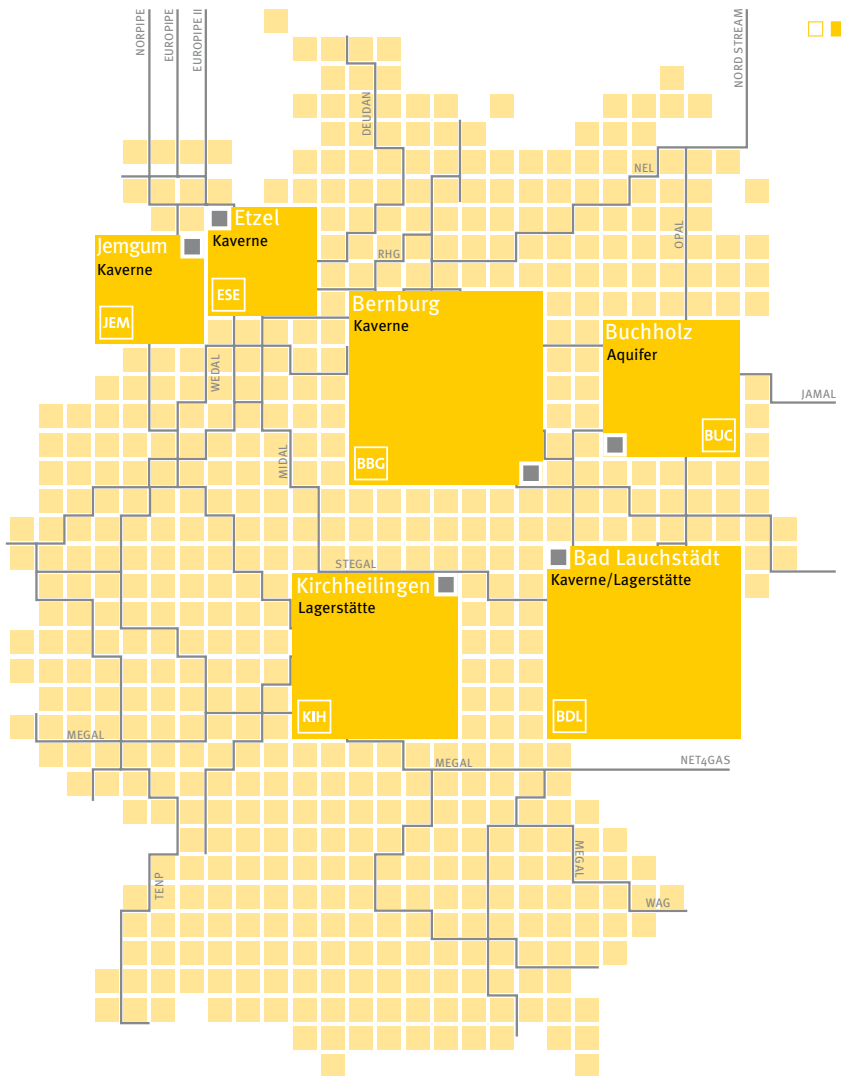 NORPIPE
EUROPIPE
EUROPIPE II
DEUDAN
NORD STREAM
NEL
OPAL
RHG
Etzel
Kaverne
ESE
Jemgum
Kaverne
JEM
Bernburg
Kaverne
BBG
Buchholz
Aquifer
BUC
WEDAL
JAMAL
MIDAL
STEGAL
Bad Lauchstädt
Kaverne/Lagerstätte
BDL
Kirchheilingen
Lagerstätte
KIH
MEGAL
MEGAL
NET4GAS
MEGAL
TENP
WAG